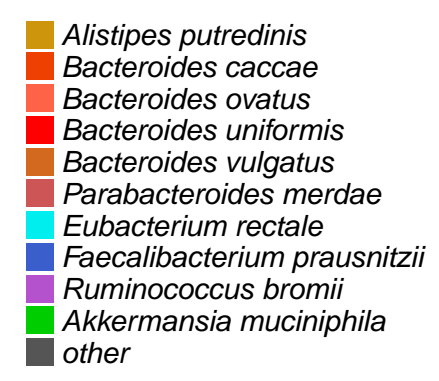 Alistipes putredinis
Bacteroides caccae
Bacteroides ovatus
Bacteroides uniformis
Bacteroides vulgatus
Parabacteroides merdae
Eubacterium rectale
Faecalibacterium prausnitzii
Ruminococcus bromii
Akkermansia muciniphila
other